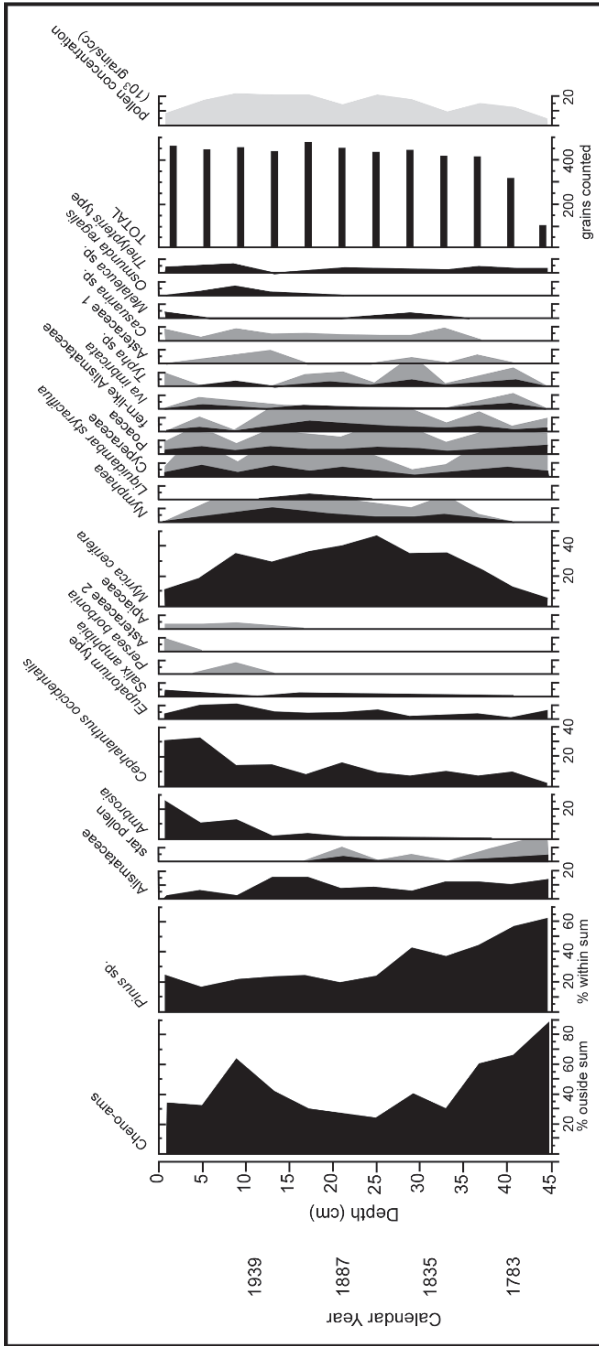 Cheno-ams
Pinus sp.
Alismataceae
star pollen
Ambrosia
Cephalanthus occidentalis
Eupatorium type
Salix amphibia
Persea borbonia
Asteraceae 2
Apiaceae
Myrica cerifera
Nymphaea
Liquidambar styraciflua
Cyperaceae
Poacea
fern-like Alismataceae
Iva imbricata
Typha sp.
Asteraceae 1
Casuarina sp.
Melaleuca sp.
Osmunda regalis
Thelypteris type
TOTAL
pollen concentration
(10³ grains/cc)
Calendar Year
1939
1887
1835
1783
Depth (cm)
0
5
10
15
20
25
30
35
40
45
20 40 60 80
20 40 60
20
20
20 40
20 40
200 400
20
% ouside sum
% within sum
grains counted